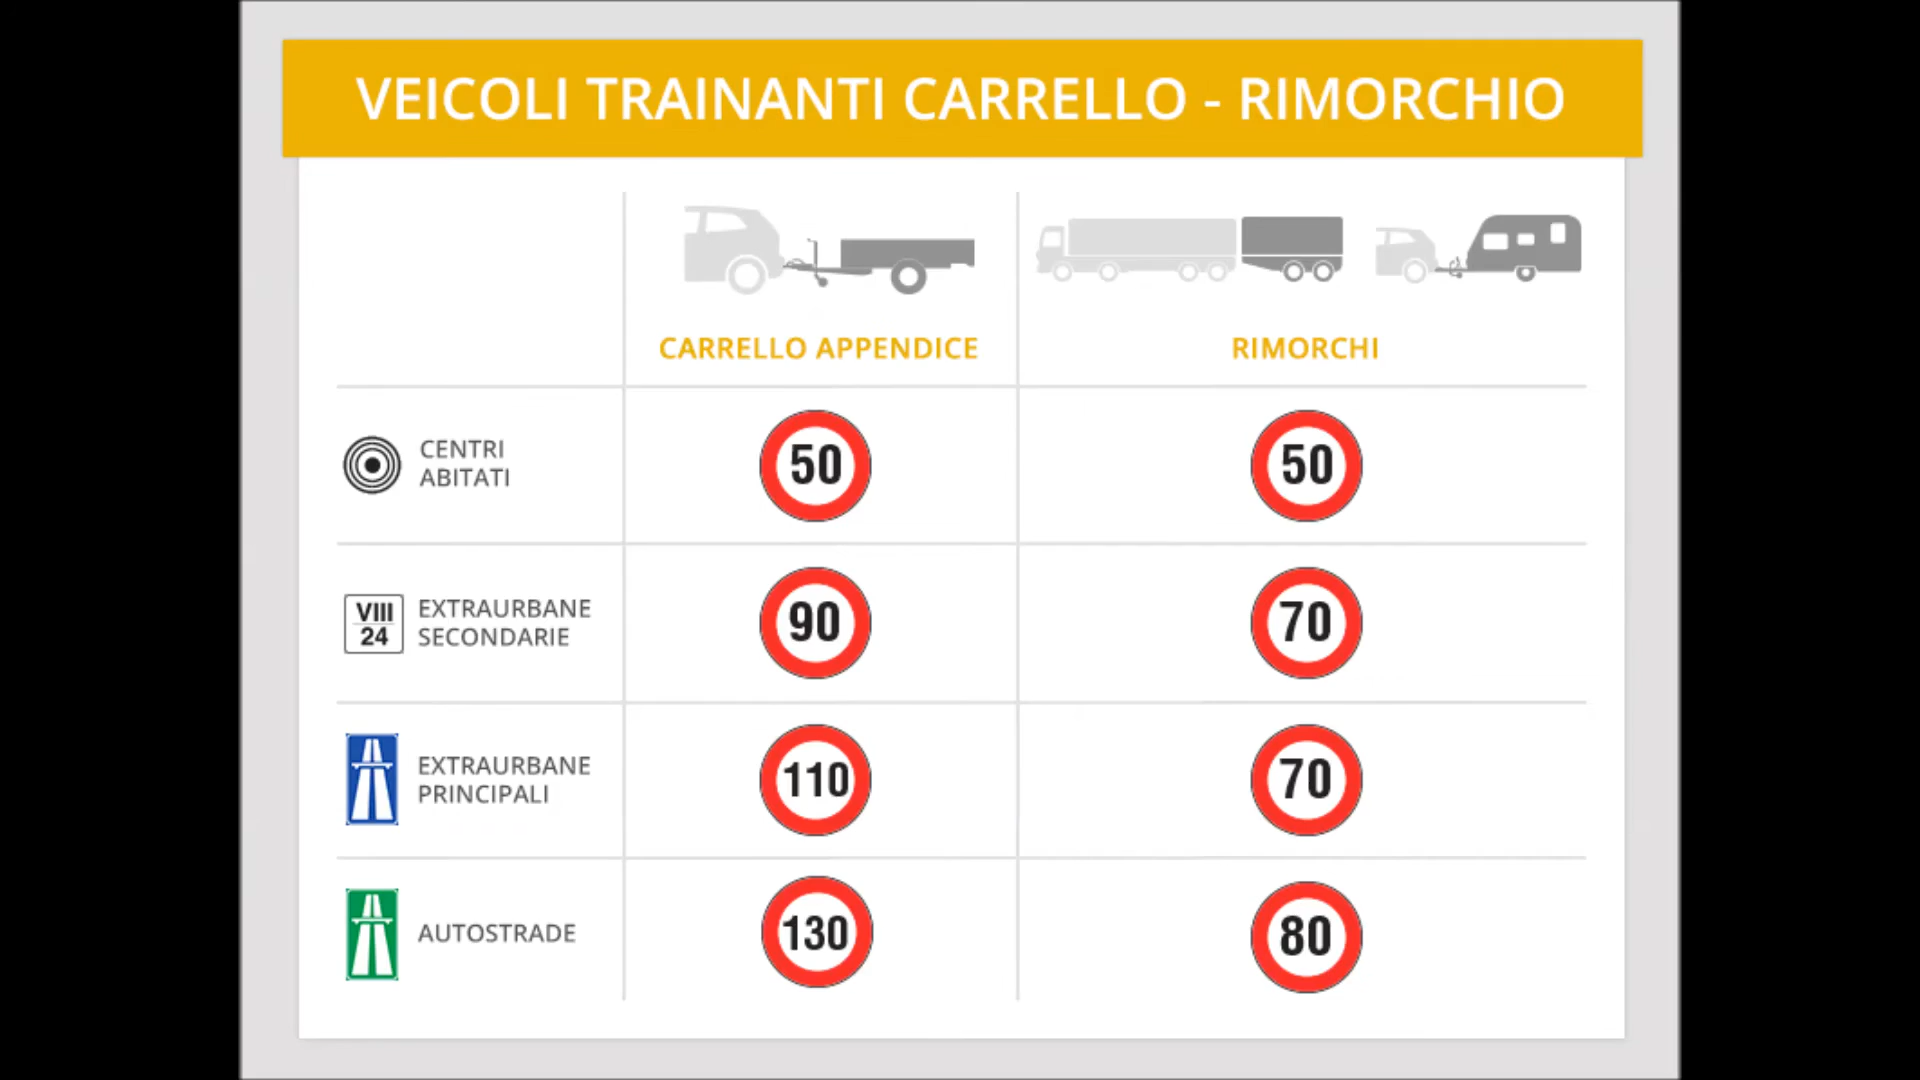 VEICOLI TRAINANTI CARRELLO - RIMORCHIO
CARRELLO APPENDICE
RIMORCHI
CENTRI
ABITATI
50
50
VIII
24
EXTRAURBANE
SECONDARIE
90
70
EXTRAURBANE
PRINCIPALI
110
70
AUTOSTRADE
130
80